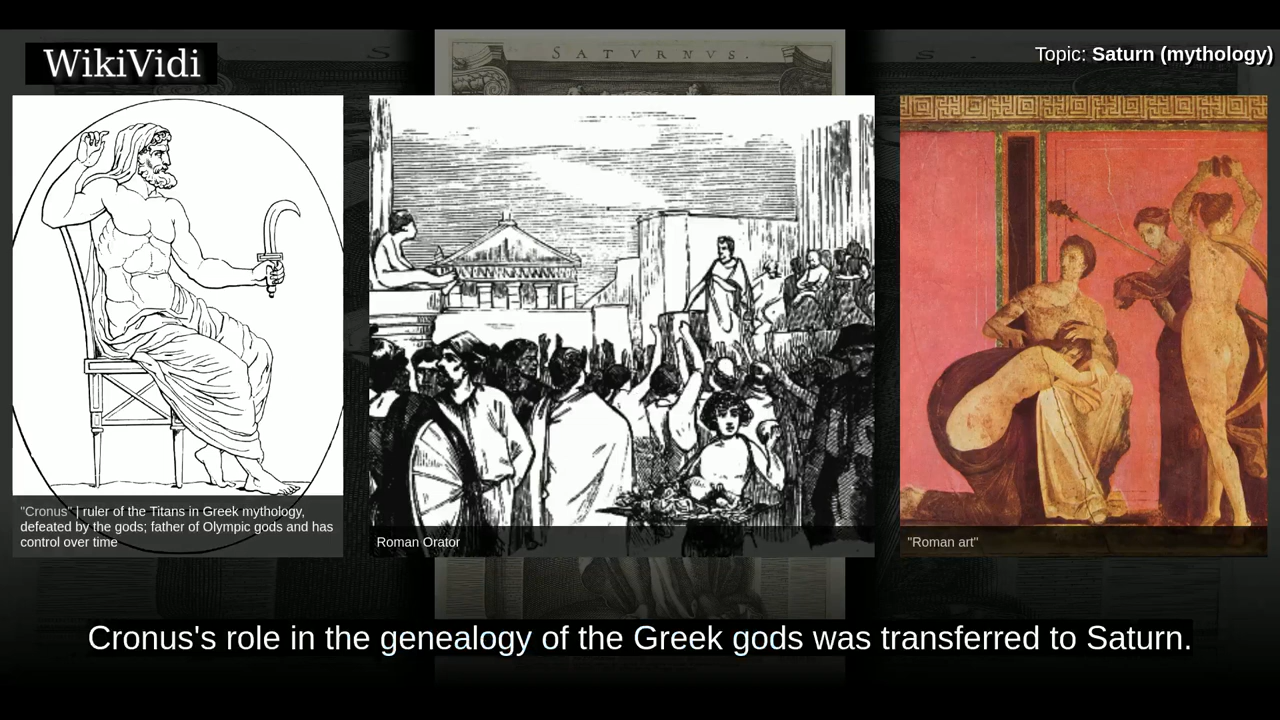 WikiVidi
Topic: Saturn (mythology)
SATVRNVS.
"Cronus" | ruler of the Titans in Greek mythology,
defeated by the gods; father of Olympic gods and has
control over time
Roman Orator
"Roman art"
Cronus's role in the genealogy of the Greek gods was transferred to Saturn.